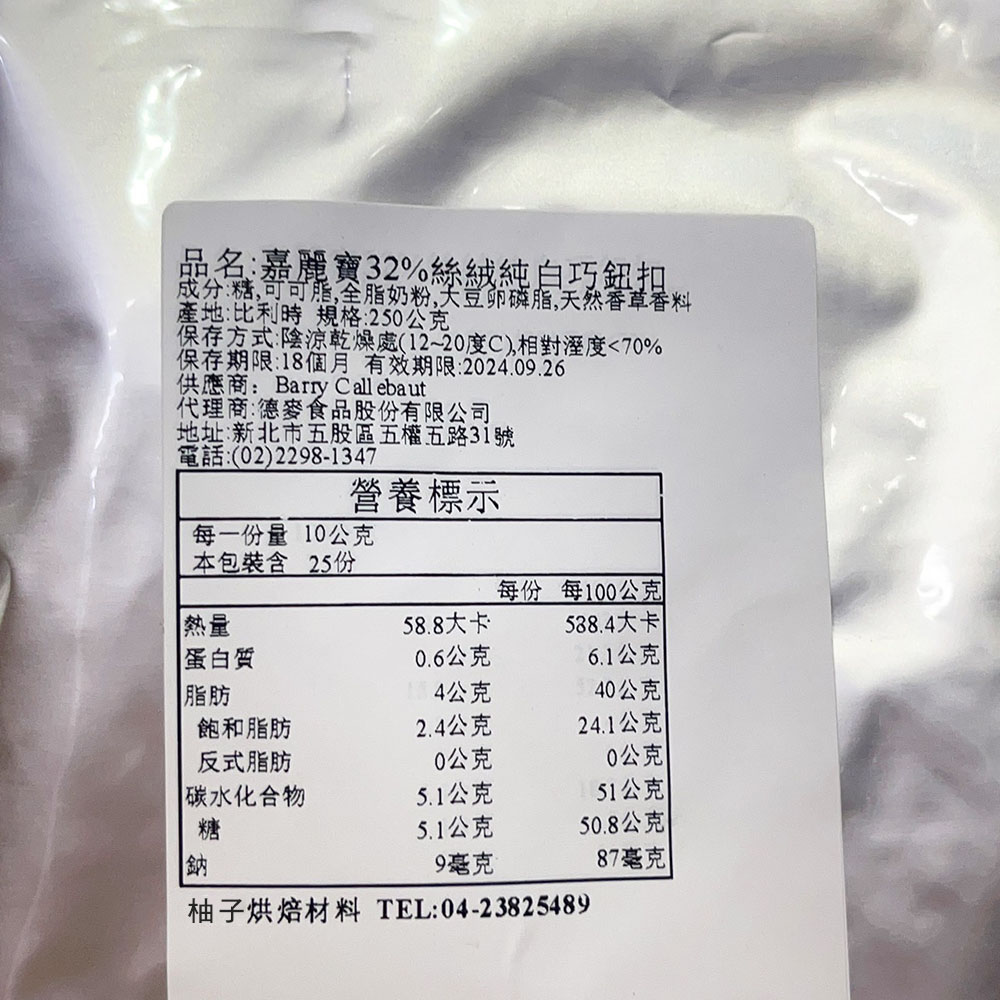 品名:嘉麗寶32%絲絨純白巧鈕扣
成分:糖,可可脂,全脂奶粉,大豆卵磷脂,天然香草香料
產地:比利時 規格:250公克
保存方式:陰涼乾燥處(12~20度C),相對溼度<70%
保存期限:18個月 有效期限:2024.09.26
供應商: Barry Callebaut
代理商:德麥食品股份有限公司
地址:新北市五股區五權五路31號
電話:(02)2298-1347
營養標示
每一份量 10公克
本包裝含 25份
每份 每100公克
熱量 58.8大卡 588.4大卡
蛋白質 0.6公克 6.1公克
脂肪 4公克 40公克
飽和脂肪 2.4公克 24.1公克
反式脂肪 0公克 0公克
碳水化合物 5.1公克 51公克
糖 5.1公克 50.8公克
鈉 9毫克 87毫克
柚子烘焙材料 TEL:04-23825489